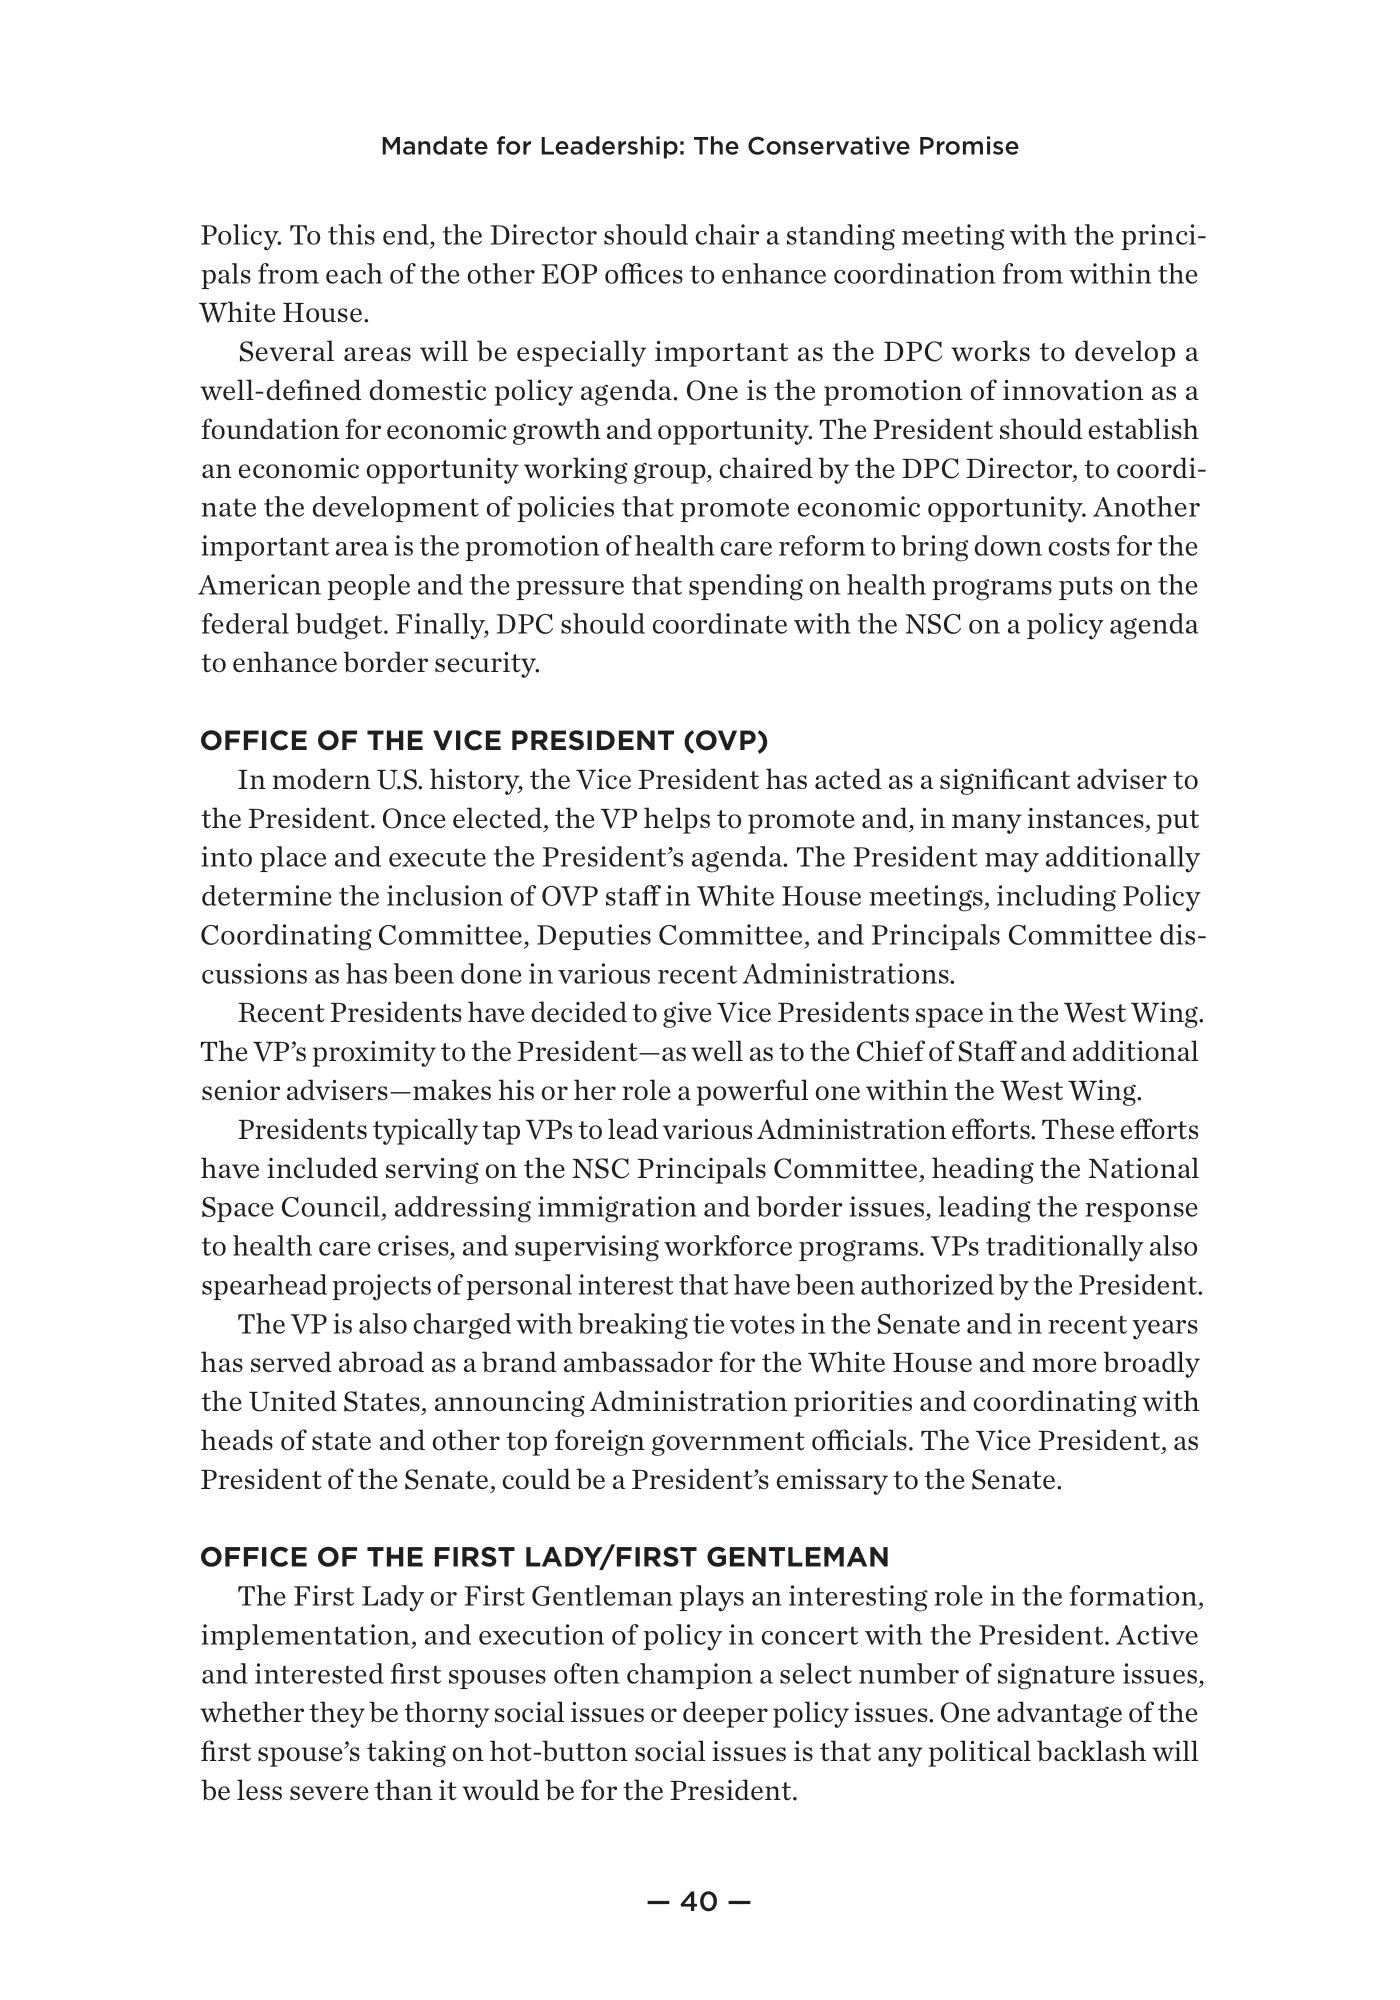 Mandate for Leadership: The Conservative Promise
Policy. To this end, the Director should chair a standing meeting with the princi-
pals from each of the other EOP offices to enhance coordination from within the
White House.
Several areas will be especially important as the DPC works to develop a
well-defined domestic policy agenda. One is the promotion of innovation as a
foundation for economic growth and opportunity. The President should establish
an economic opportunity working group, chaired by the DPC Director, to coordi-
nate the development of policies that promote economic opportunity. Another
important area is the promotion of health care reform to bring down costs for the
American people and the pressure that spending on health programs puts on the
federal budget. Finally, DPC should coordinate with the NSC on a policy agenda
to enhance border security.
OFFICE OF THE VICE PRESIDENT (OVP)
In modern U.S. history, the Vice President has acted as a significant adviser to
the President. Once elected, the VP helps to promote and, in many instances, put
into place and execute the President’s agenda. The President may additionally
determine the inclusion of OVP staff in White House meetings, including Policy
Coordinating Committee, Deputies Committee, and Principals Committee dis-
cussions as has been done in various recent Administrations.
Recent Presidents have decided to give Vice Presidents space in the West Wing.
The VP’s proximity to the President—as well as to the Chief of Staff and additional
senior advisers—makes his or her role a powerful one within the West Wing.
Presidents typically tap VPs to lead various Administration efforts. These efforts
have included serving on the NSC Principals Committee, heading the National
Space Council, addressing immigration and border issues, leading the response
to health care crises, and supervising workforce programs. VPs traditionally also
spearhead projects of personal interest that have been authorized by the President.
The VP is also charged with breaking tie votes in the Senate and in recent years
has served abroad as a brand ambassador for the White House and more broadly
the United States, announcing Administration priorities and coordinating with
heads of state and other top foreign government officials. The Vice President, as
President of the Senate, could be a President’s emissary to the Senate.
OFFICE OF THE FIRST LADY/FIRST GENTLEMAN
The First Lady or First Gentleman plays an interesting role in the formation,
implementation, and execution of policy in concert with the President. Active
and interested first spouses often champion a select number of signature issues,
whether they be thorny social issues or deeper policy issues. One advantage of the
first spouse’s taking on hot-button social issues is that any political backlash will
be less severe than it would be for the President.
— 40 —